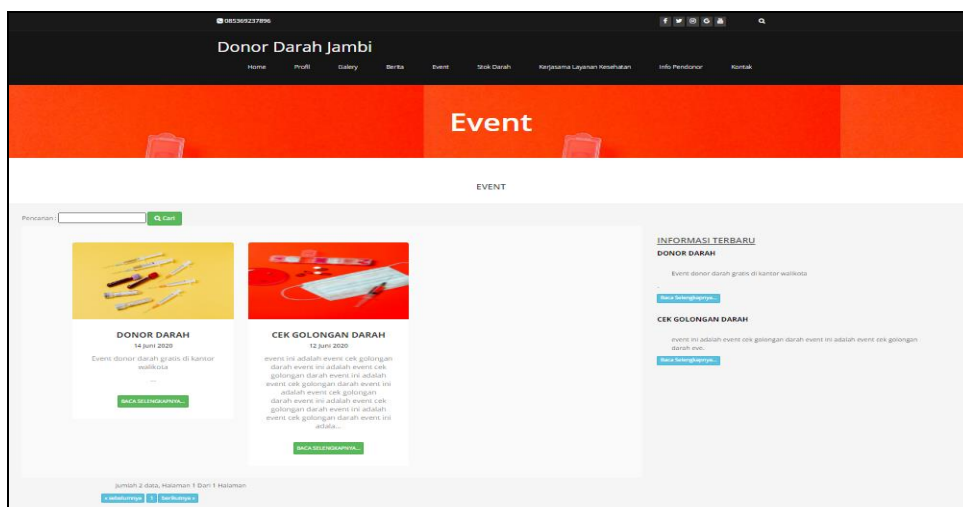 085369237896
Donor Darah Jambi
Home Profil Galery Berita Event Stok Darah Kerjasama Layanan Kesehatan Info Pendonor Kontak
Event
EVENT
Pencarian :
Cari
DONOR DARAH
14 Juni 2020
Event donor darah gratis di kantor
walikota
...
BACA SELENGKAPNYA...
CEK GOLONGAN DARAH
12 Juni 2020
event ini adalah event cek golongan
darah event ini adalah event cek
golongan darah event ini adalah
event cek golongan darah event ini
adalah event cek golongan
darah event ini adalah event cek
golongan darah event ini adalah
event cek golongan darah event ini
adala...
BACA SELENGKAPNYA...
Jumlah 2 data, Halaman 1 Dari 1 Halaman
« sebelumnya 1 berikutnya »
INFORMASI TERBARU
DONOR DARAH
Event donor darah gratis di kantor walikota
.
Baca Selengkapnya...
CEK GOLONGAN DARAH
event ini adalah event cek golongan darah event ini adalah event cek golongan
darah eve.
Baca Selengkapnya...